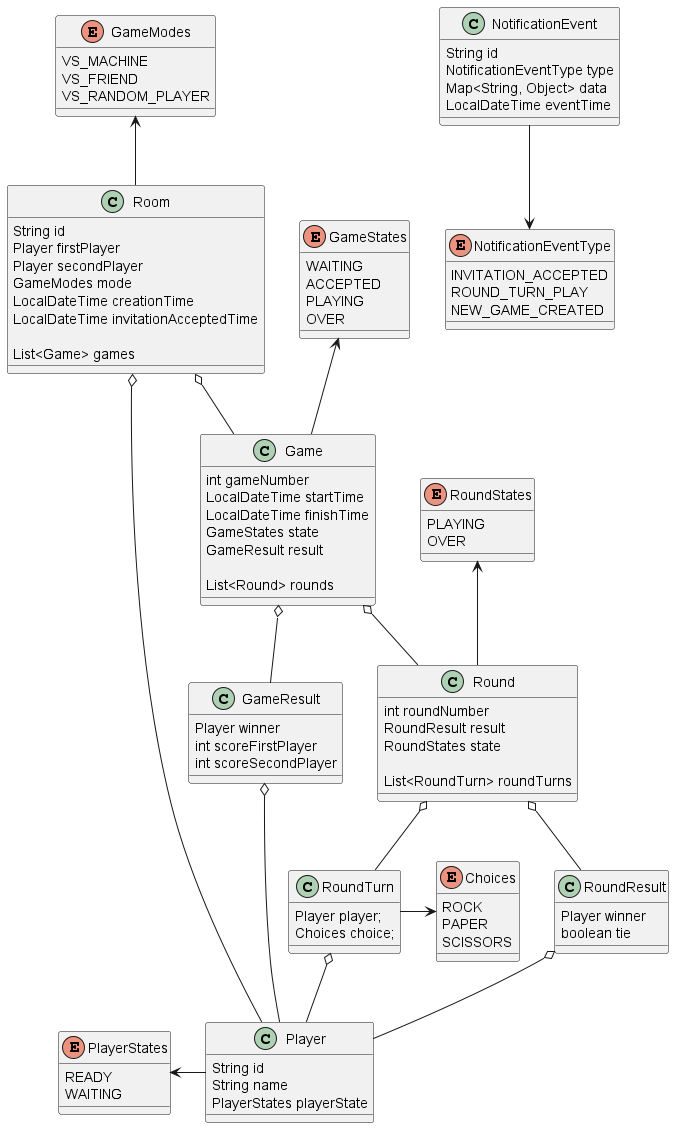 E GameModes
VS_MACHINE
VS_FRIEND
VS_RANDOM_PLAYER
C NotificationEvent
String id
NotificationEventType type
Map<String, Object> data
LocalDateTime eventTime
C Room
String id
Player firstPlayer
Player secondPlayer
GameModes mode
LocalDateTime creationTime
LocalDateTime invitationAcceptedTime
List<Game> games
E GameStates
WAITING
ACCEPTED
PLAYING
OVER
E NotificationEventType
INVITATION_ACCEPTED
ROUND_TURN_PLAY
NEW_GAME_CREATED
C Game
int gameNumber
LocalDateTime startTime
LocalDateTime finishTime
GameStates state
GameResult result
List<Round> rounds
E RoundStates
PLAYING
OVER
C GameResult
Player winner
int scoreFirstPlayer
int scoreSecondPlayer
C Round
int roundNumber
RoundResult result
RoundStates state
List<RoundTurn> roundTurns
C RoundTurn
Player player;
Choices choice;
E Choices
ROCK
PAPER
SCISSORS
C RoundResult
Player winner
boolean tie
E PlayerStates
READY
WAITING
C Player
String id
String name
PlayerStates playerState